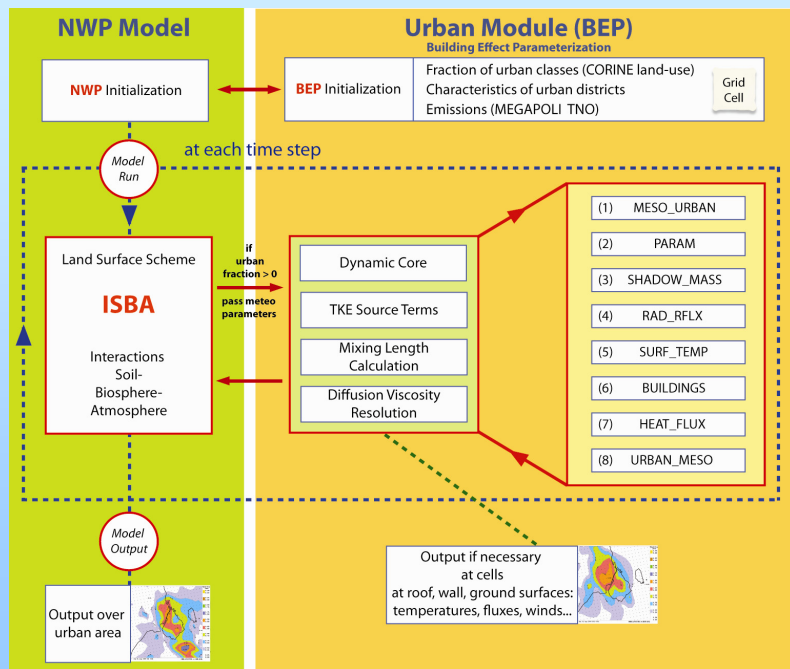 NWP Model
Urban Module (BEP)
Building Effect Parameterization
NWP Initialization
BEP Initialization
Fraction of urban classes (CORINE land-use)
Characteristics of urban districts
Emissions (MEGAPOLI TNO)
Grid
Cell
Model
Run
at each time step
Land Surface Scheme
ISBA
Interactions
Soil-
Biosphere-
Atmosphere
if
urban
fraction > 0
pass meteo
parameters
Dynamic Core
TKE Source Terms
Mixing Length
Calculation
Diffusion Viscosity
Resolution
(1) MESO_URBAN
(2) PARAM
(3) SHADOW_MASS
(4) RAD_RFLX
(5) SURF_TEMP
(6) BUILDINGS
(7) HEAT_FLUX
(8) URBAN_MESO
Model
Output
Output over
urban area
Output if necessary
at cells
at roof, wall, ground surfaces:
temperatures, fluxes, winds...